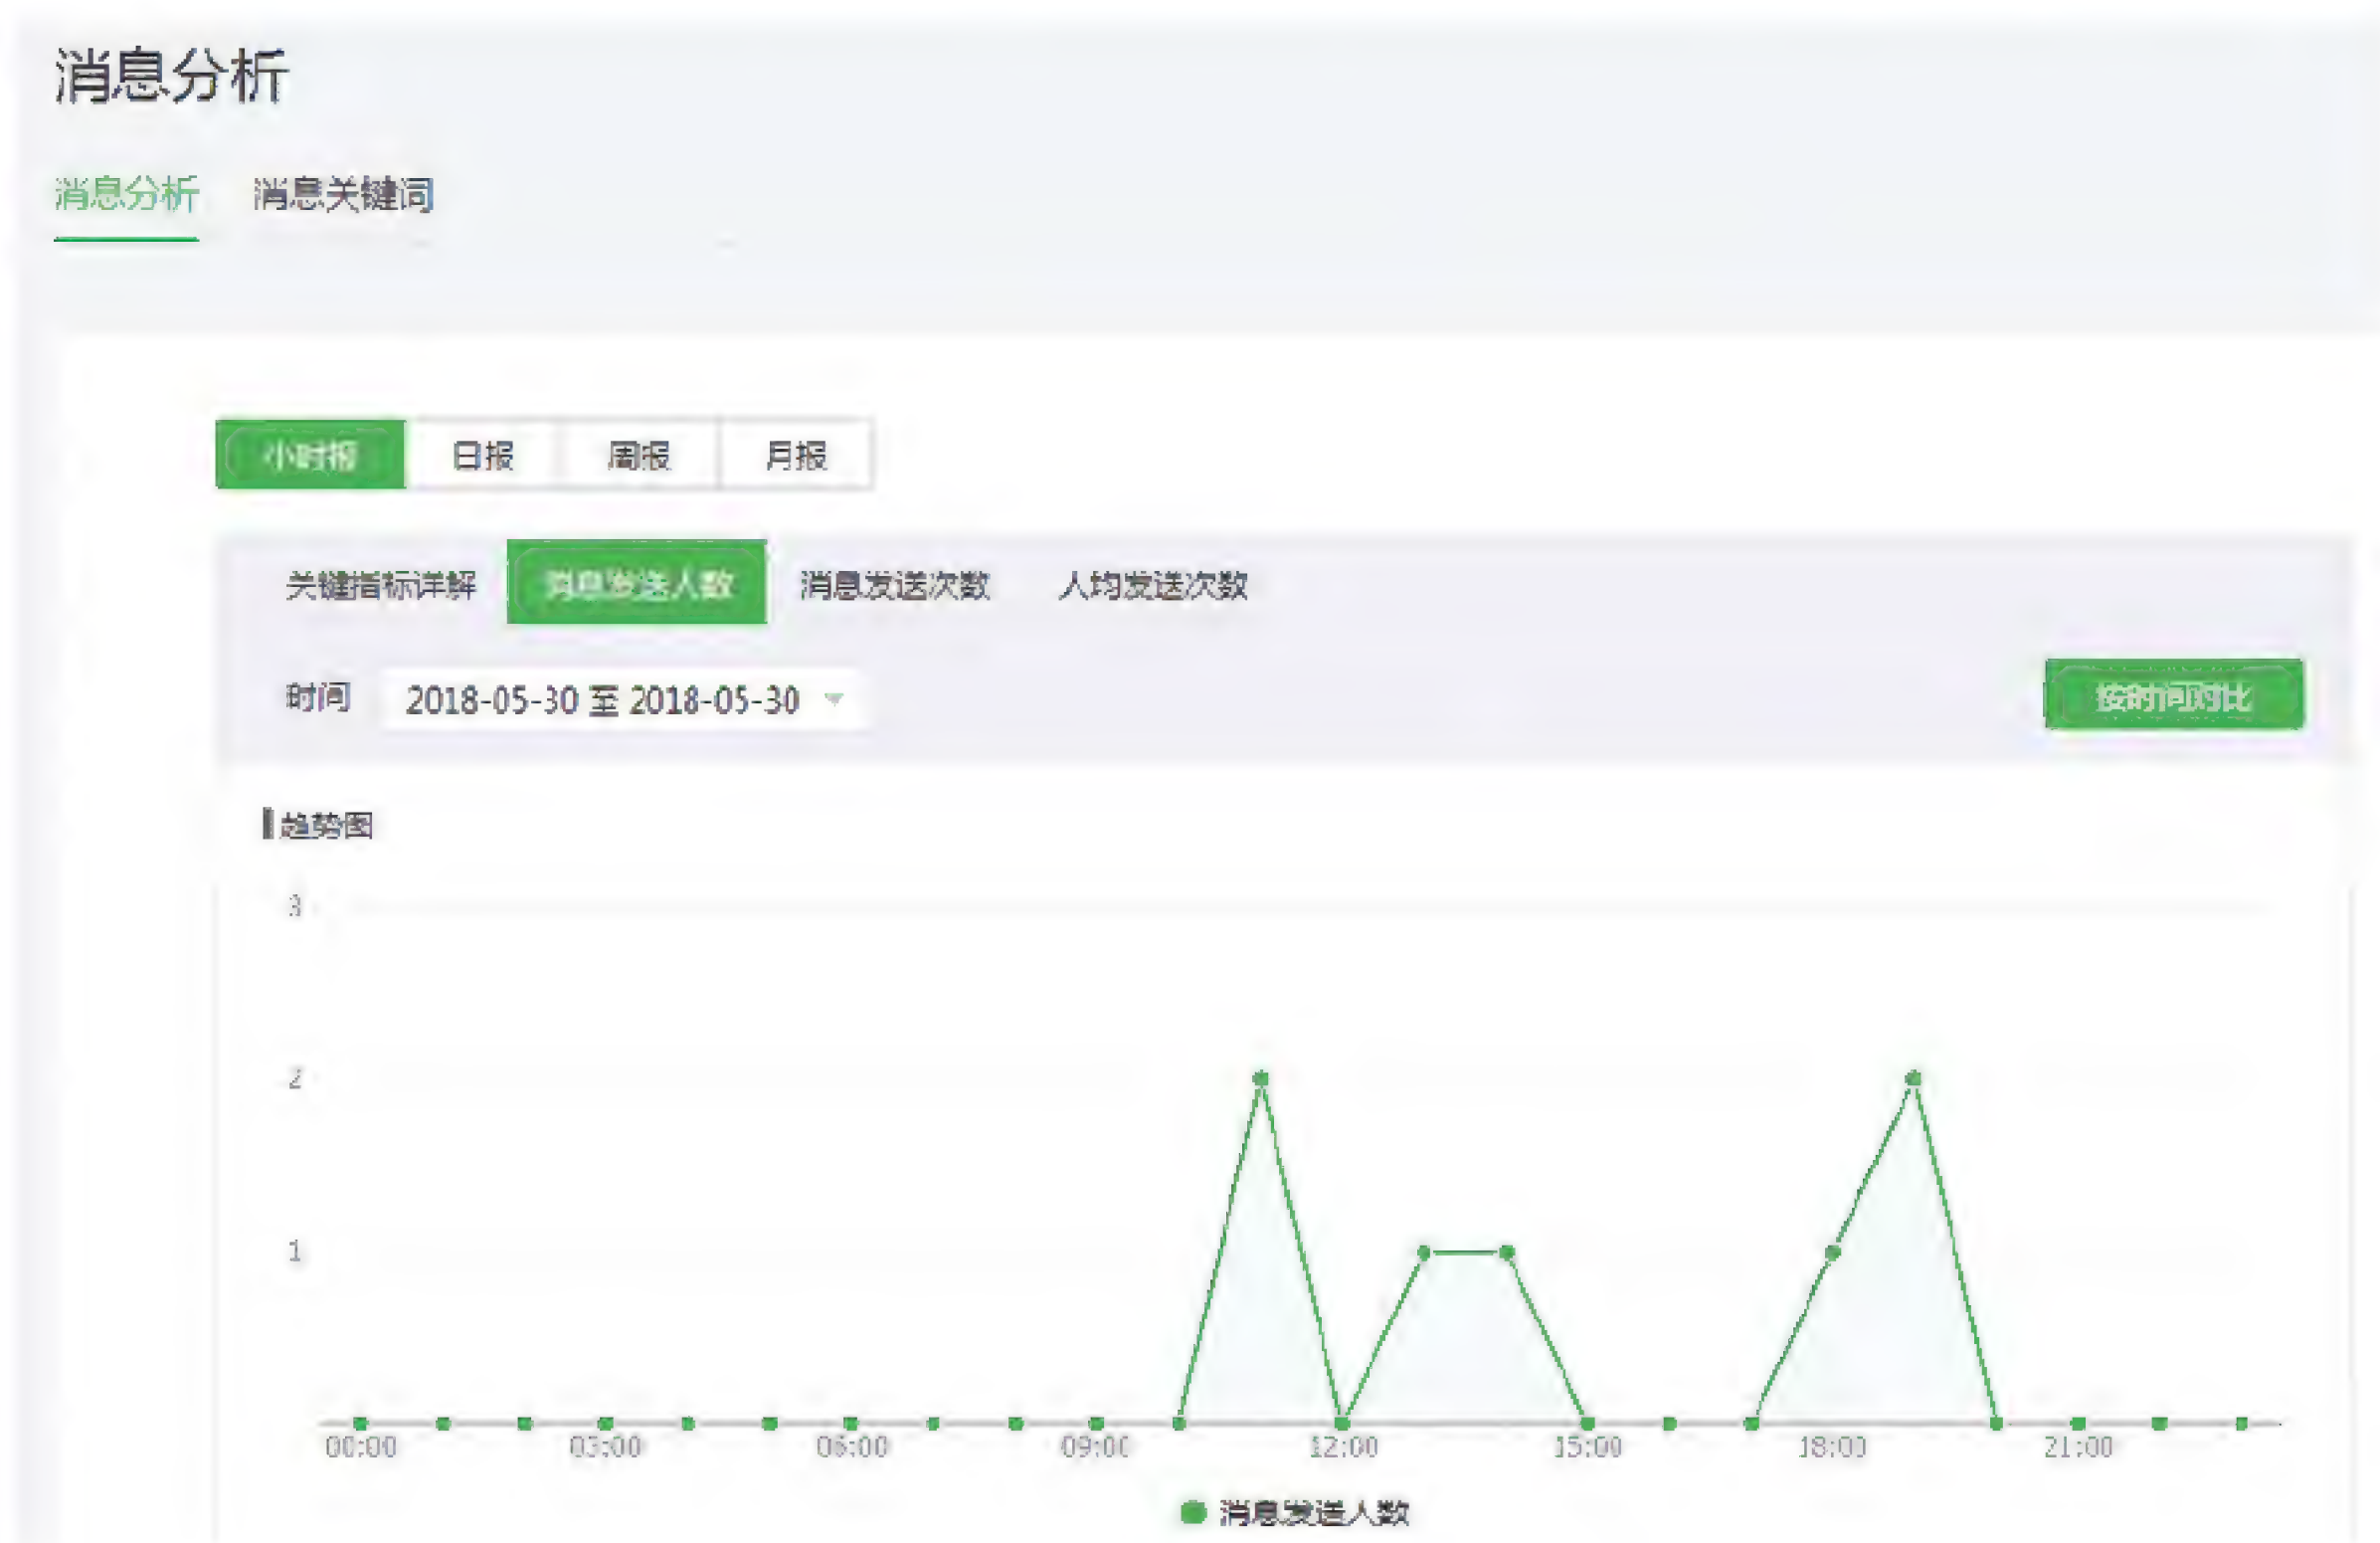 消息分析
消息分析 消息关键词
小时报 日报 周报 月报
关键指标详解 消息发送人数 消息发送次数 人均发送次数
时间 2018-05-30 至 2018-05-30 按时间对比
趋势图
3
2
1
00:00 03:00 06:00 09:00 12:00 15:00 18:00 21:00
消息发送人数